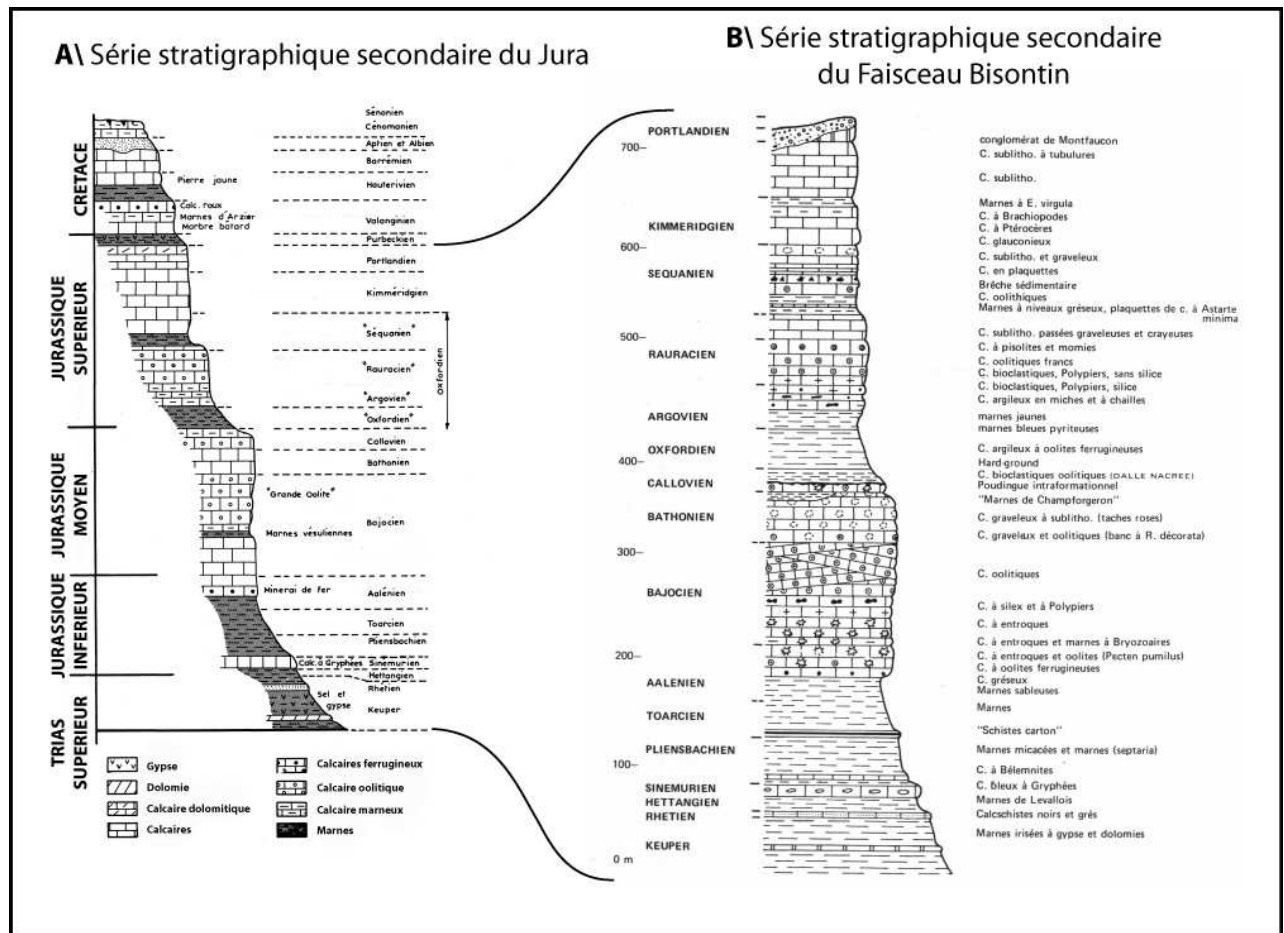 A\ Série stratigraphique secondaire du Jura
CRETACE
JURASSIQUE
SUPERIEUR
JURASSIQUE
MOYEN
JURASSIQUE
INFERIEUR
TRIAS
SUPERIEUR
Pierre jaune
Calc. roux
Marnes d'Arzier
Marbre bâtard
"Grande Oolite"
Marnes vésuliennes
Minerai de fer
Calc. à Gryphées
Sel et
gypse
Sénonien
Cénomanien
Aptien et Albien
Barrémien
Hauterivien
Valanginien
Purbeckien
Portlandien
Kimméridgien
"Séquanien"
"Rauracien"
"Argovien"
"Oxfordien"
Oxfordien
Callovien
Bathonien
Bajocien
Aalénien
Toarcien
Pliensbachien
Sinémurien
Hettangien
Rhétien
Keuper
Gypse
Dolomie
Calcaire dolomitique
Calcaires
Calcaires ferrugineux
Calcaire oolitique
Calcaire marneux
Marnes
B\ Série stratigraphique secondaire
du Faisceau Bisontin
700
600
500
400
300
200
100
0 m
PORTLANDIEN
KIMMERIDGIEN
SEQUANIEN
RAURACIEN
ARGOVIEN
OXFORDIEN
CALLOVIEN
BATHONIEN
BAJOCIEN
AALENIEN
TOARCIEN
PLIENSBACHIEN
SINEMURIEN
HETTANGIEN
RHETIEN
KEUPER
conglomérat de Montfaucon
C. sublitho. à tubulures
C. sublitho.
Marnes à E. virgula
C. à Brachiopodes
C. à Ptérocères
C. glauconieux
C. sublitho. et graveleux
C. en plaquettes
Brêche sédimentaire
C. oolithiques
Marnes à niveaux gréseux, plaquettes de c. à Astarte
minima
C. sublitho. passées graveleuses et crayeuses
C. à pisolites et momies
C. oolitiques francs
C. bioclastiques, Polypiers, sans silice
C. bioclastiques, Polypiers, silice
C. argileux en miches et à chailles
marnes jaunes
marnes bleues pyriteuses
C. argileux à oolites ferrugineuses
Hard-ground
C. bioclastiques oolitiques (DALLE NACREE)
Poudingue intraformationnel
"Marnes de Champforgeron"
C. graveleux à sublitho. (taches roses)
C. graveleux et oolitiques (banc à R. décorata)
C. oolitiques
C. à silex et à Polypiers
C. à entroques
C. à entroques et marnes à Bryozoaires
C. à entroques et oolites (Pecten pumilus)
C. à oolites ferrugineuses
C. gréseux
Marnes sableuses
Marnes
"Schistes carton"
Marnes micacées et marnes (septaria)
C. à Bélemnites
C. bleux à Gryphées
Marnes de Levallois
Calcschistes noirs et grés
Marnes irisées à gypse et dolomies